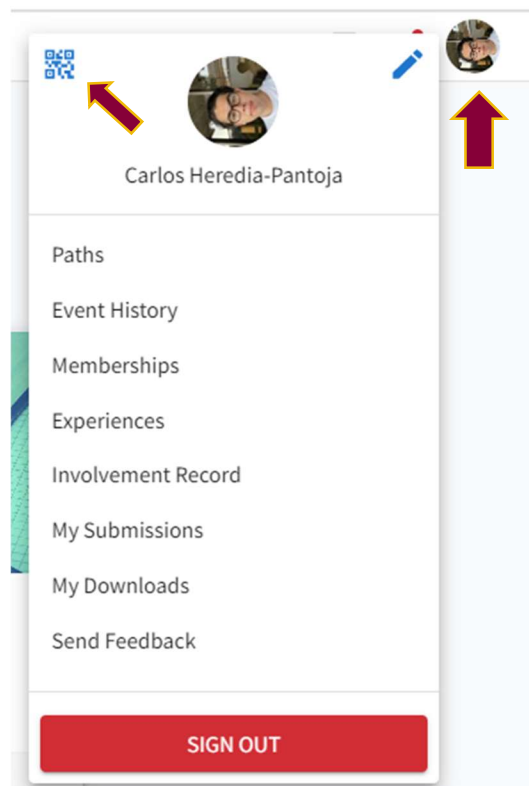 Carlos Heredia-Pantoja
Paths
Event History
Memberships
Experiences
Involvement Record
My Submissions
My Downloads
Send Feedback
SIGN OUT